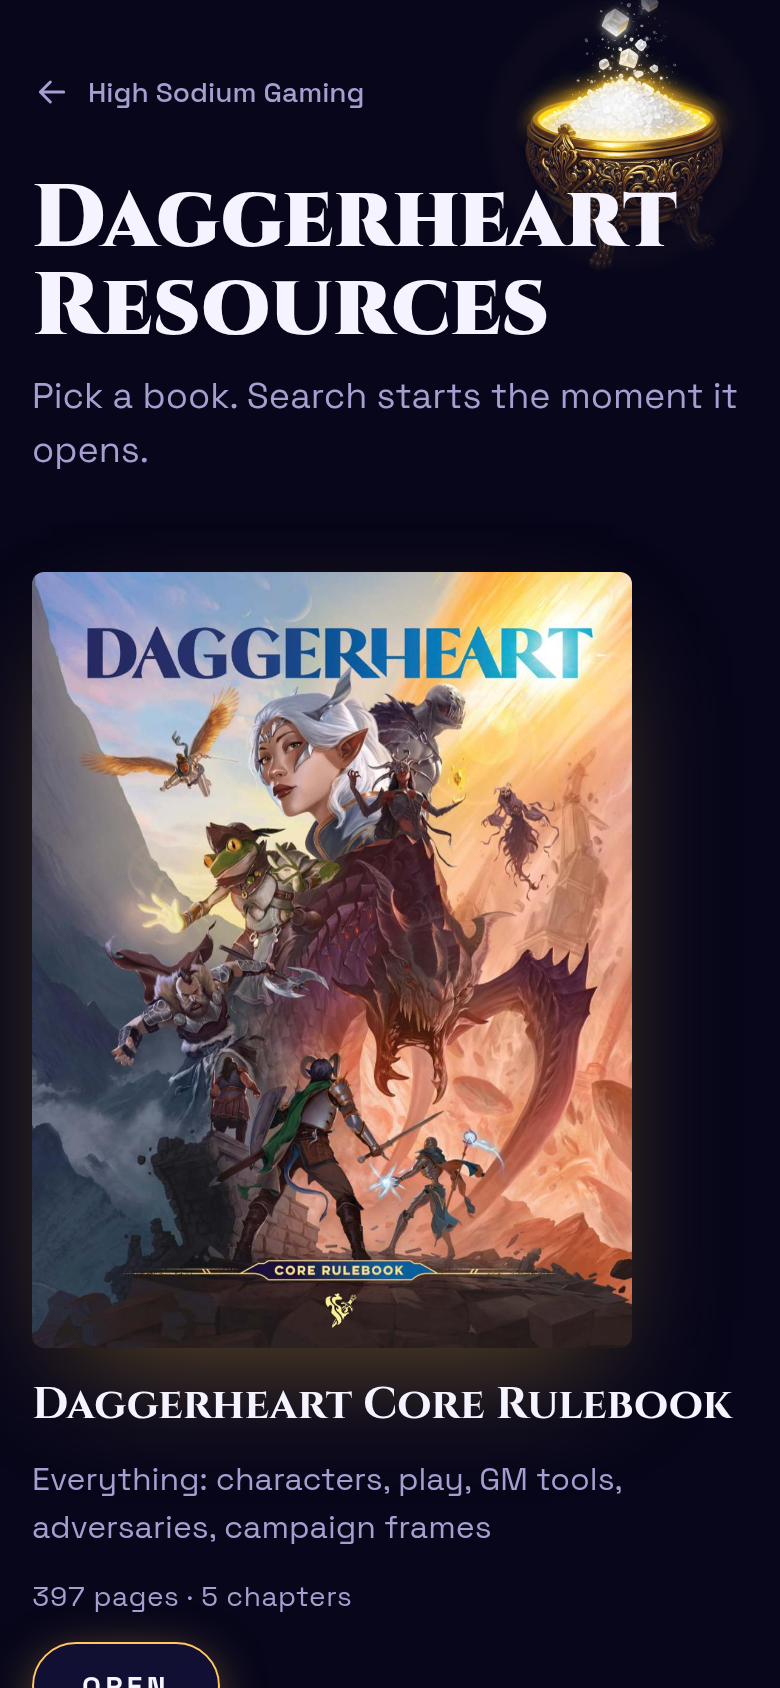 High Sodium Gaming
Daggerheart
Resources
Pick a book. Search starts the moment it
opens.
DAGGERHEART
CORE RULEBOOK
Daggerheart Core Rulebook
Everything: characters, play, GM tools,
adversaries, campaign frames
397 pages · 5 chapters
OPEN